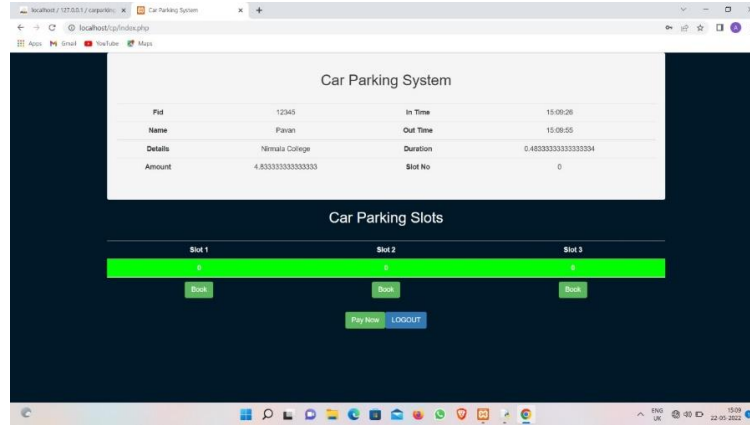 localhost / 127.0.0.1 / carparking
Car Parking System
localhost/cp/index.php
Apps Gmail YouTube Maps
Car Parking System
Fid 12345 In Time 15:09:26
Name Pavan Out Time 15:09:55
Details Nirmala College Duration 0.48333333333333334
Amount 4.833333333333333 Slot No 0
Car Parking Slots
Slot 1 Slot 2 Slot 3
0 0 0
Book Book Book
Pay Now LOGOUT
ENG 15:09
UK 22-05-2022